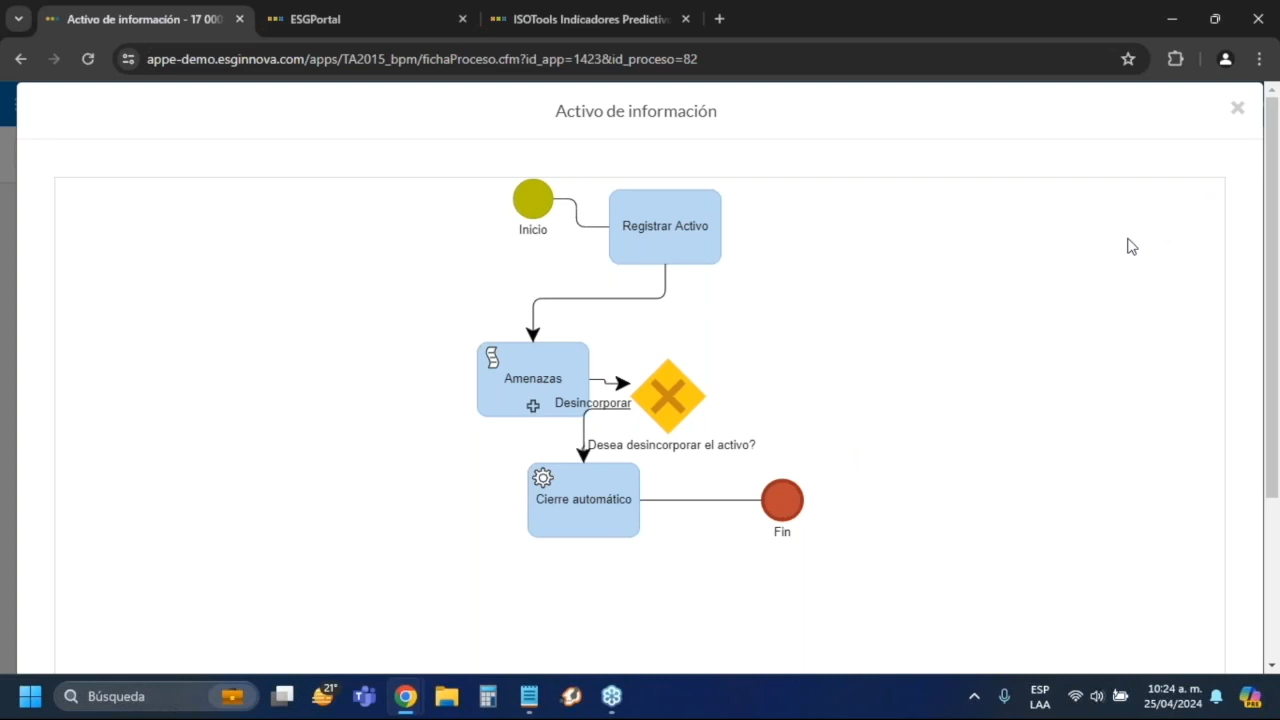 Activo de información - 17 000
ESGPortal
ISOTools Indicadores Predictiv
appe-demo.esginnova.com/apps/TA2015_bpm/fichaProceso.cfm?id_app=1423&id_proceso=82
Activo de información
Inicio
Registrar Activo
Amenazas
Desincorporar
Desea desincorporar el activo?
Cierre automático
Fin
Búsqueda
21°
ESP
LAA
10:24 a. m.
25/04/2024
PRE